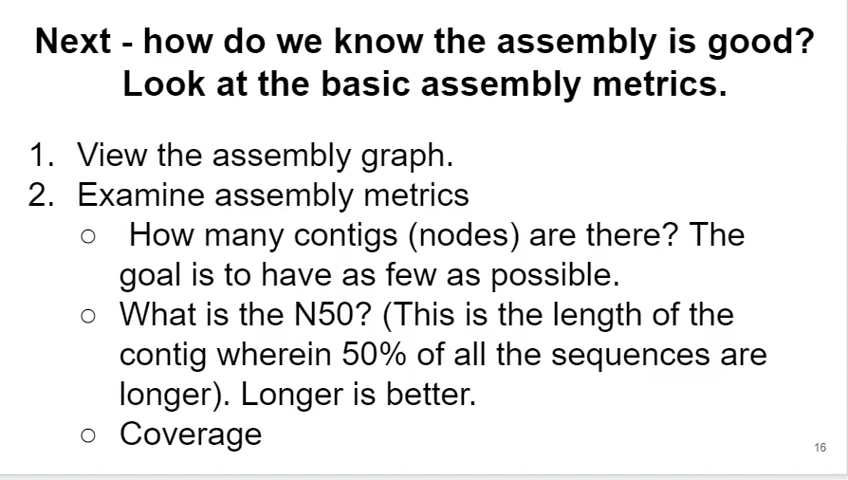 Next - how do we know the assembly is good?
Look at the basic assembly metrics.
1. View the assembly graph.
2. Examine assembly metrics
○ How many contigs (nodes) are there? The
goal is to have as few as possible.
○ What is the N50? (This is the length of the
contig wherein 50% of all the sequences are
longer). Longer is better.
○ Coverage
16